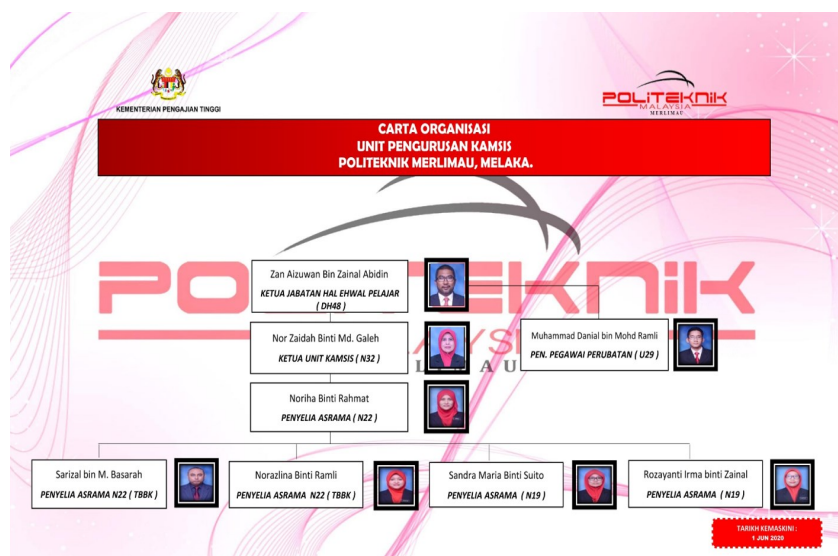 KEMENTERIAN PENGAJIAN TINGGI
POLITEKNIK
MALAYSIA
MERLIMAU
CARTA ORGANISASI
UNIT PENGURUSAN KAMSIS
POLITEKNIK MERLIMAU, MELAKA.
Zan Aizuwan Bin Zainal Abidin
KETUA JABATAN HAL EHWAL PELAJAR
( DH48 )
Muhammad Danial bin Mohd Ramli
PEN. PEGAWAI PERUBATAN ( U29 )
Nor Zaidah Binti Md. Galeh
KETUA UNIT KAMSIS ( N32 )
Noriha Binti Rahmat
PENYELIA ASRAMA ( N22 )
Sarizal bin M. Basarah
PENYELIA ASRAMA N22 ( TBBK )
Norazlina Binti Ramli
PENYELIA ASRAMA N22 ( TBBK )
Sandra Maria Binti Suito
PENYELIA ASRAMA ( N19 )
Rozayanti Irma binti Zainal
PENYELIA ASRAMA ( N19 )
TARIKH KEMASKINI :
1 JUN 2020